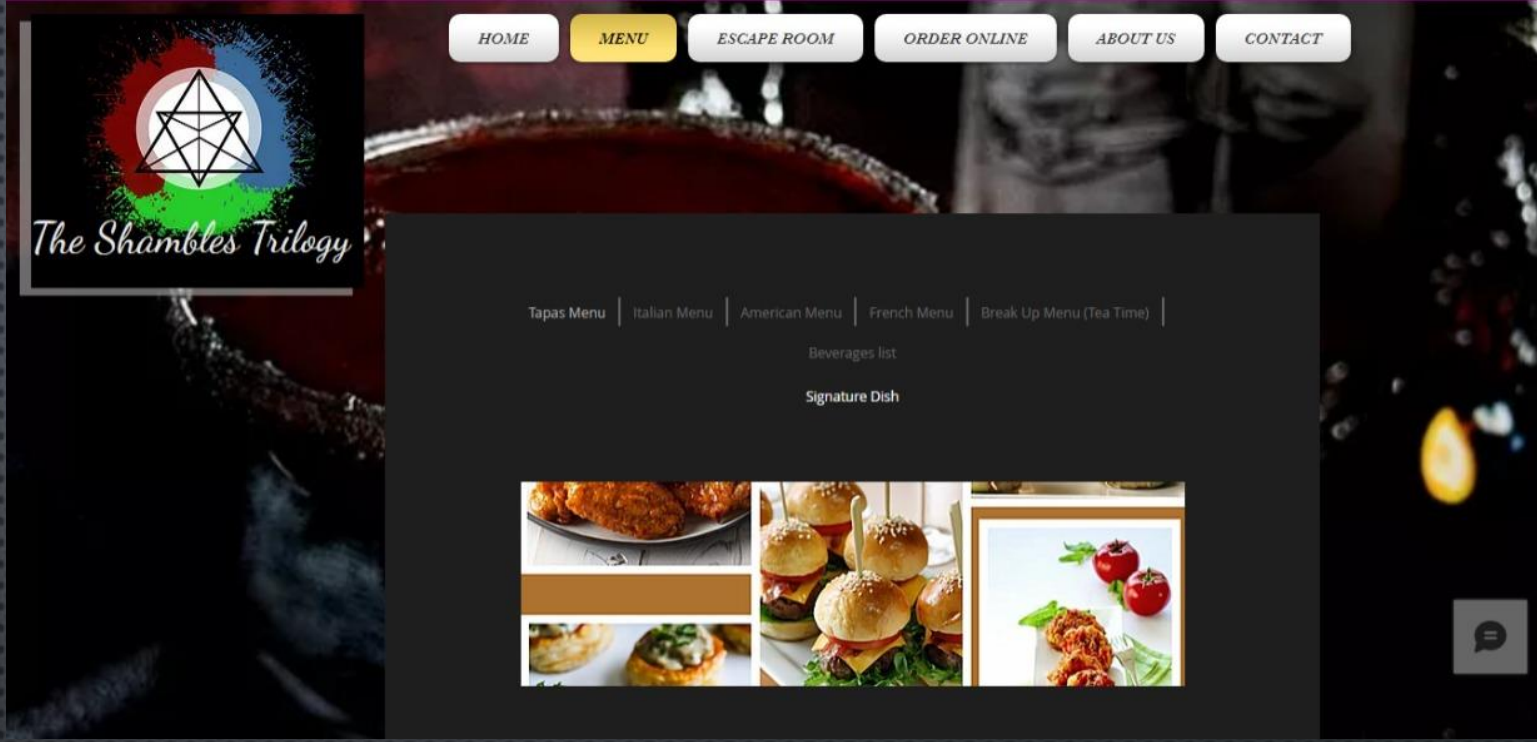 HOME MENU ESCAPE ROOM ORDER ONLINE ABOUT US CONTACT
The Shambles Trilogy
Tapas Menu Italian Menu American Menu French Menu Break Up Menu (Tea Time)
Beverages list
Signature Dish